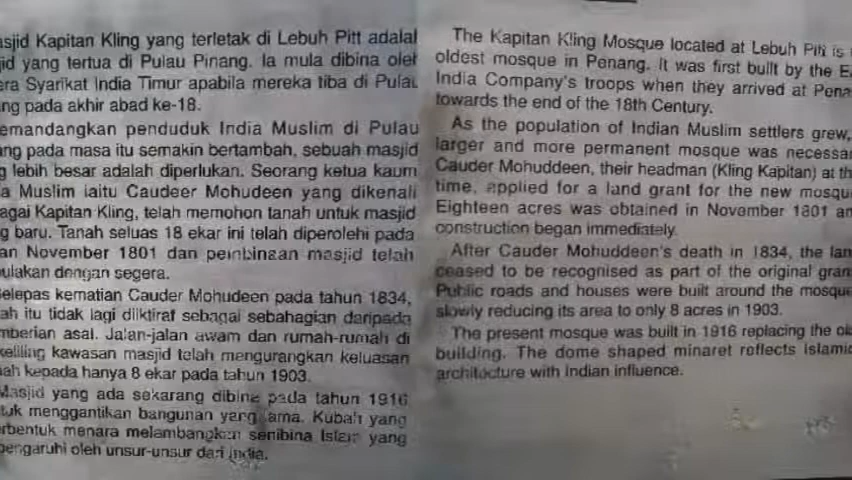 asjid Kapitan Kling yang terletak di Lebuh Pitt adalal
jid yang tertua di Pulau Pinang. Ia mula dibina oleh
era Syarikat India Timur apabila mereka tiba di Pulau
ng pada akhir abad ke-18.
emandangkan penduduk India Muslim di Pulau
ang pada masa itu semakin bertambah, sebuah masjid
g lebih besar adalah diperlukan. Seorang ketua kaum
a Muslim iaitu Caudeer Mohudeen yang dikenali
agai Kapitan Kling, telah memohon tanah untuk masjid
g baru. Tanah seluas 18 ekar ini telah diperolehi pada
an November 1801 dan pembinaan masjid telah
ulakan dengan segera.
Selepas kematian Cauder Mohudeen pada tahun 1834,
ah itu tidak lagi diiktiraf sebagai sebahagian daripada
mberian asal. Jalan-jalan awam dan rumah-rumah di
keliling kawasan masjid telah mengurangkan keluasan
ah kepada hanya 8 ekar pada tahun 1903.
Masjid yang ada sekarang dibina pada tahun 1916
tuk menggantikan bangunan yang lama. Kubah yang
rbentuk menara melambangkan senibina Islam yang
pengaruhi oleh unsur-unsur dari India.
The Kapitan Kling Mosque located at Lebuh Pitt is
oldest mosque in Penang. It was first built by the Ea
India Company's troops when they arrived at Pena
towards the end of the 18th Century.
As the population of Indian Muslim settlers grew,
larger and more permanent mosque was necessar
Cauder Mohuddeen, their headman (Kling Kapitan) at th
time, applied for a land grant for the new mosqu
Eighteen acres was obtained in November 1801 an
construction began immediately.
After Cauder Mohuddeen's death in 1834, the lan
ceased to be recognised as part of the original gran
Public roads and houses were built around the mosque
slowly reducing its area to only 8 acres in 1903.
The present mosque was built in 1916 replacing the old
building. The dome shaped minaret reflects Islamic
architecture with Indian influence.